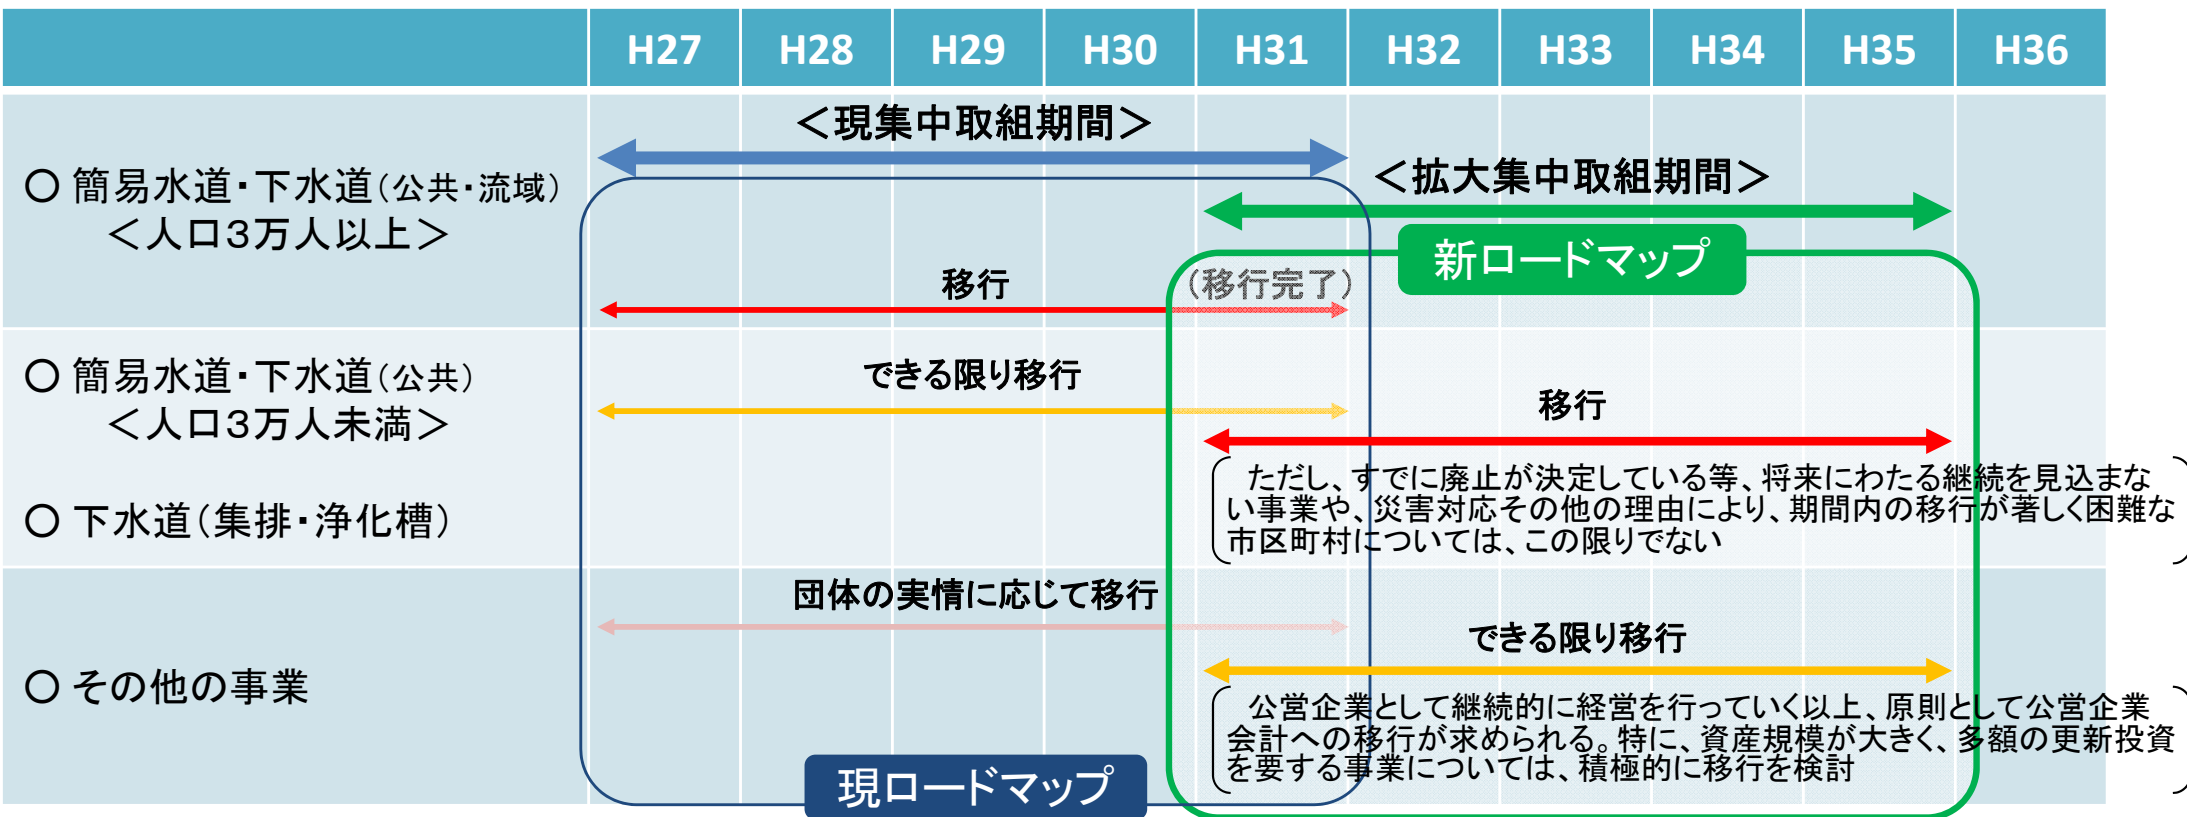 H27 H28 H29 H30 H31 H32 H33 H34 H35 H36
＜現集中取組期間＞
＜拡大集中取組期間＞
○ 簡易水道・下水道（公共・流域）
＜人口３万人以上＞
新ロードマップ
移行
（移行完了）
○ 簡易水道・下水道（公共）
＜人口３万人未満＞
○ 下水道（集排・浄化槽）
できる限り移行
移行
ただし、すでに廃止が決定している等、将来にわたる継続を見込まな
い事業や、災害対応その他の理由により、期間内の移行が著しく困難な
市区町村については、この限りでない
○ その他の事業
団体の実情に応じて移行
できる限り移行
公営企業として継続的に経営を行っていく以上、原則として公営企業
会計への移行が求められる。特に、資産規模が大きく、多額の更新投資
を要する事業については、積極的に移行を検討
現ロードマップ